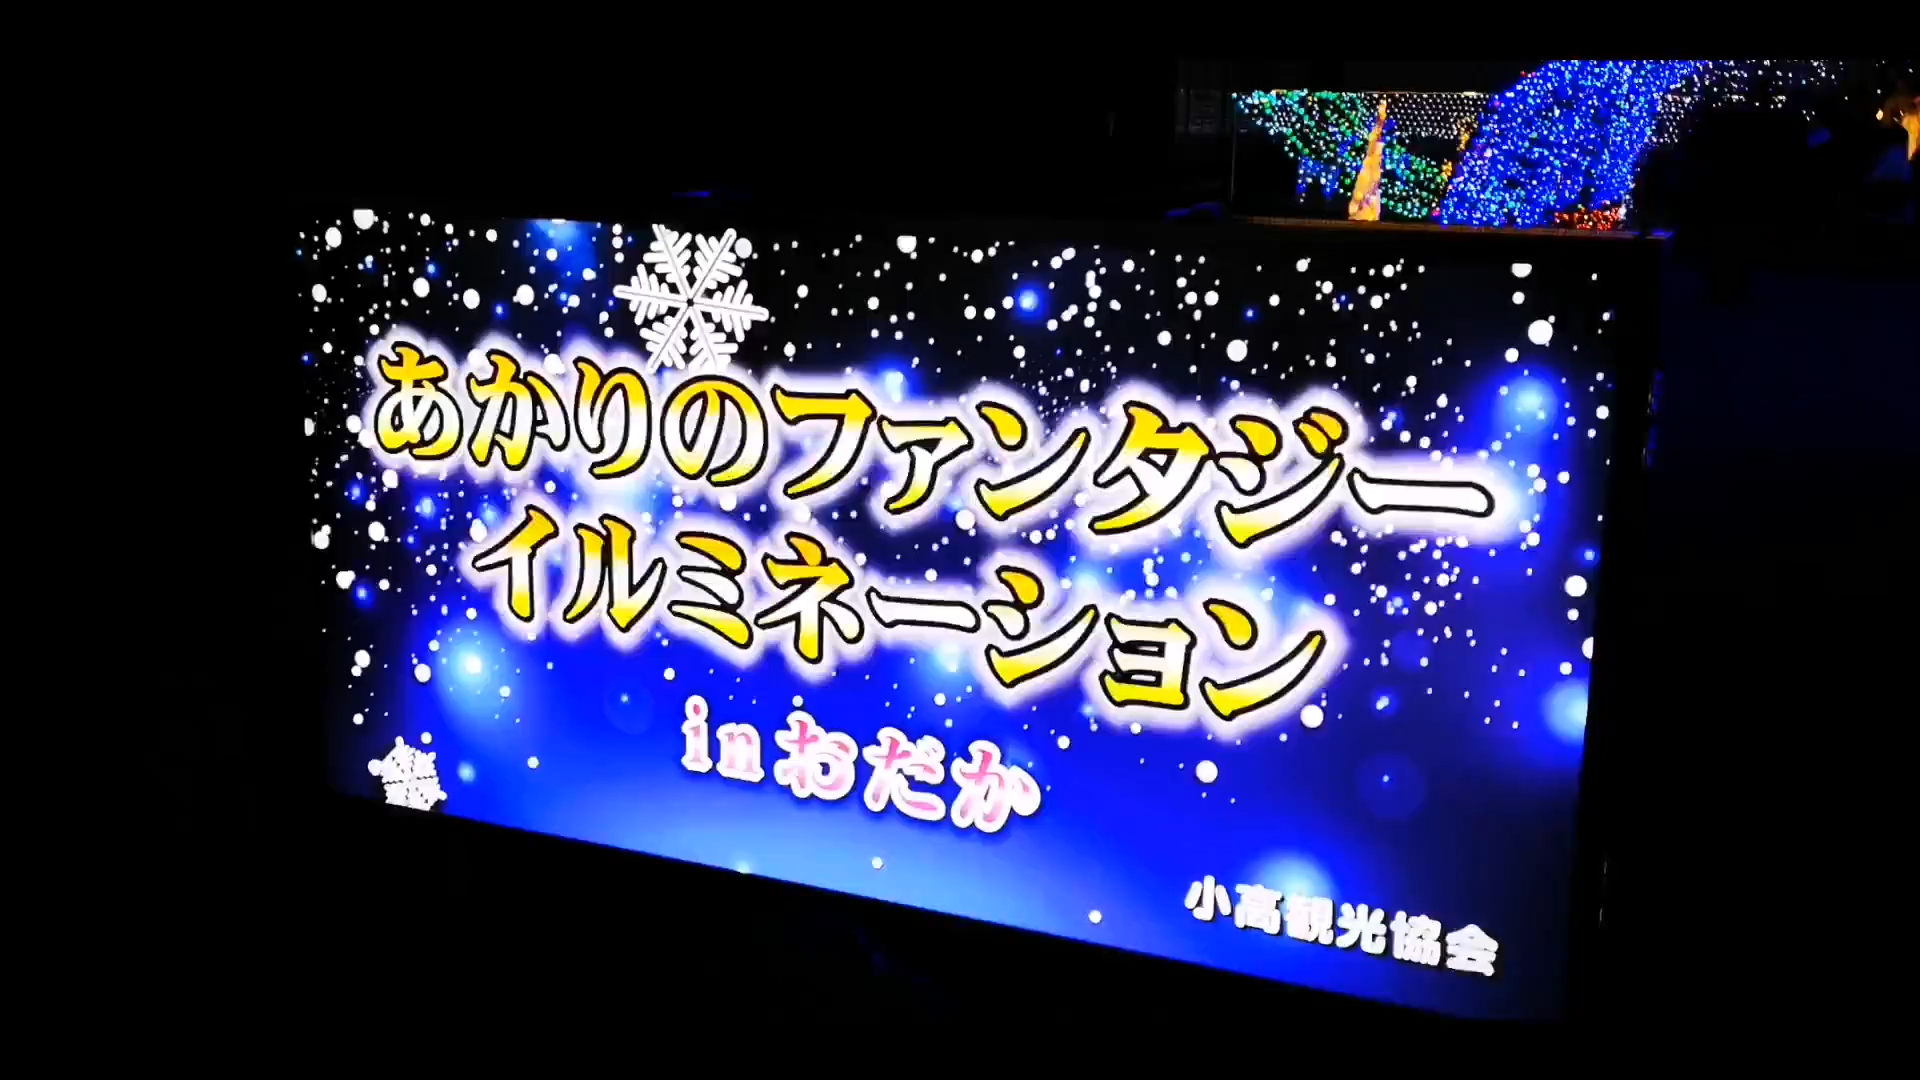 あかりのファンタジー
イルミネーション
inおだか
小高観光協会